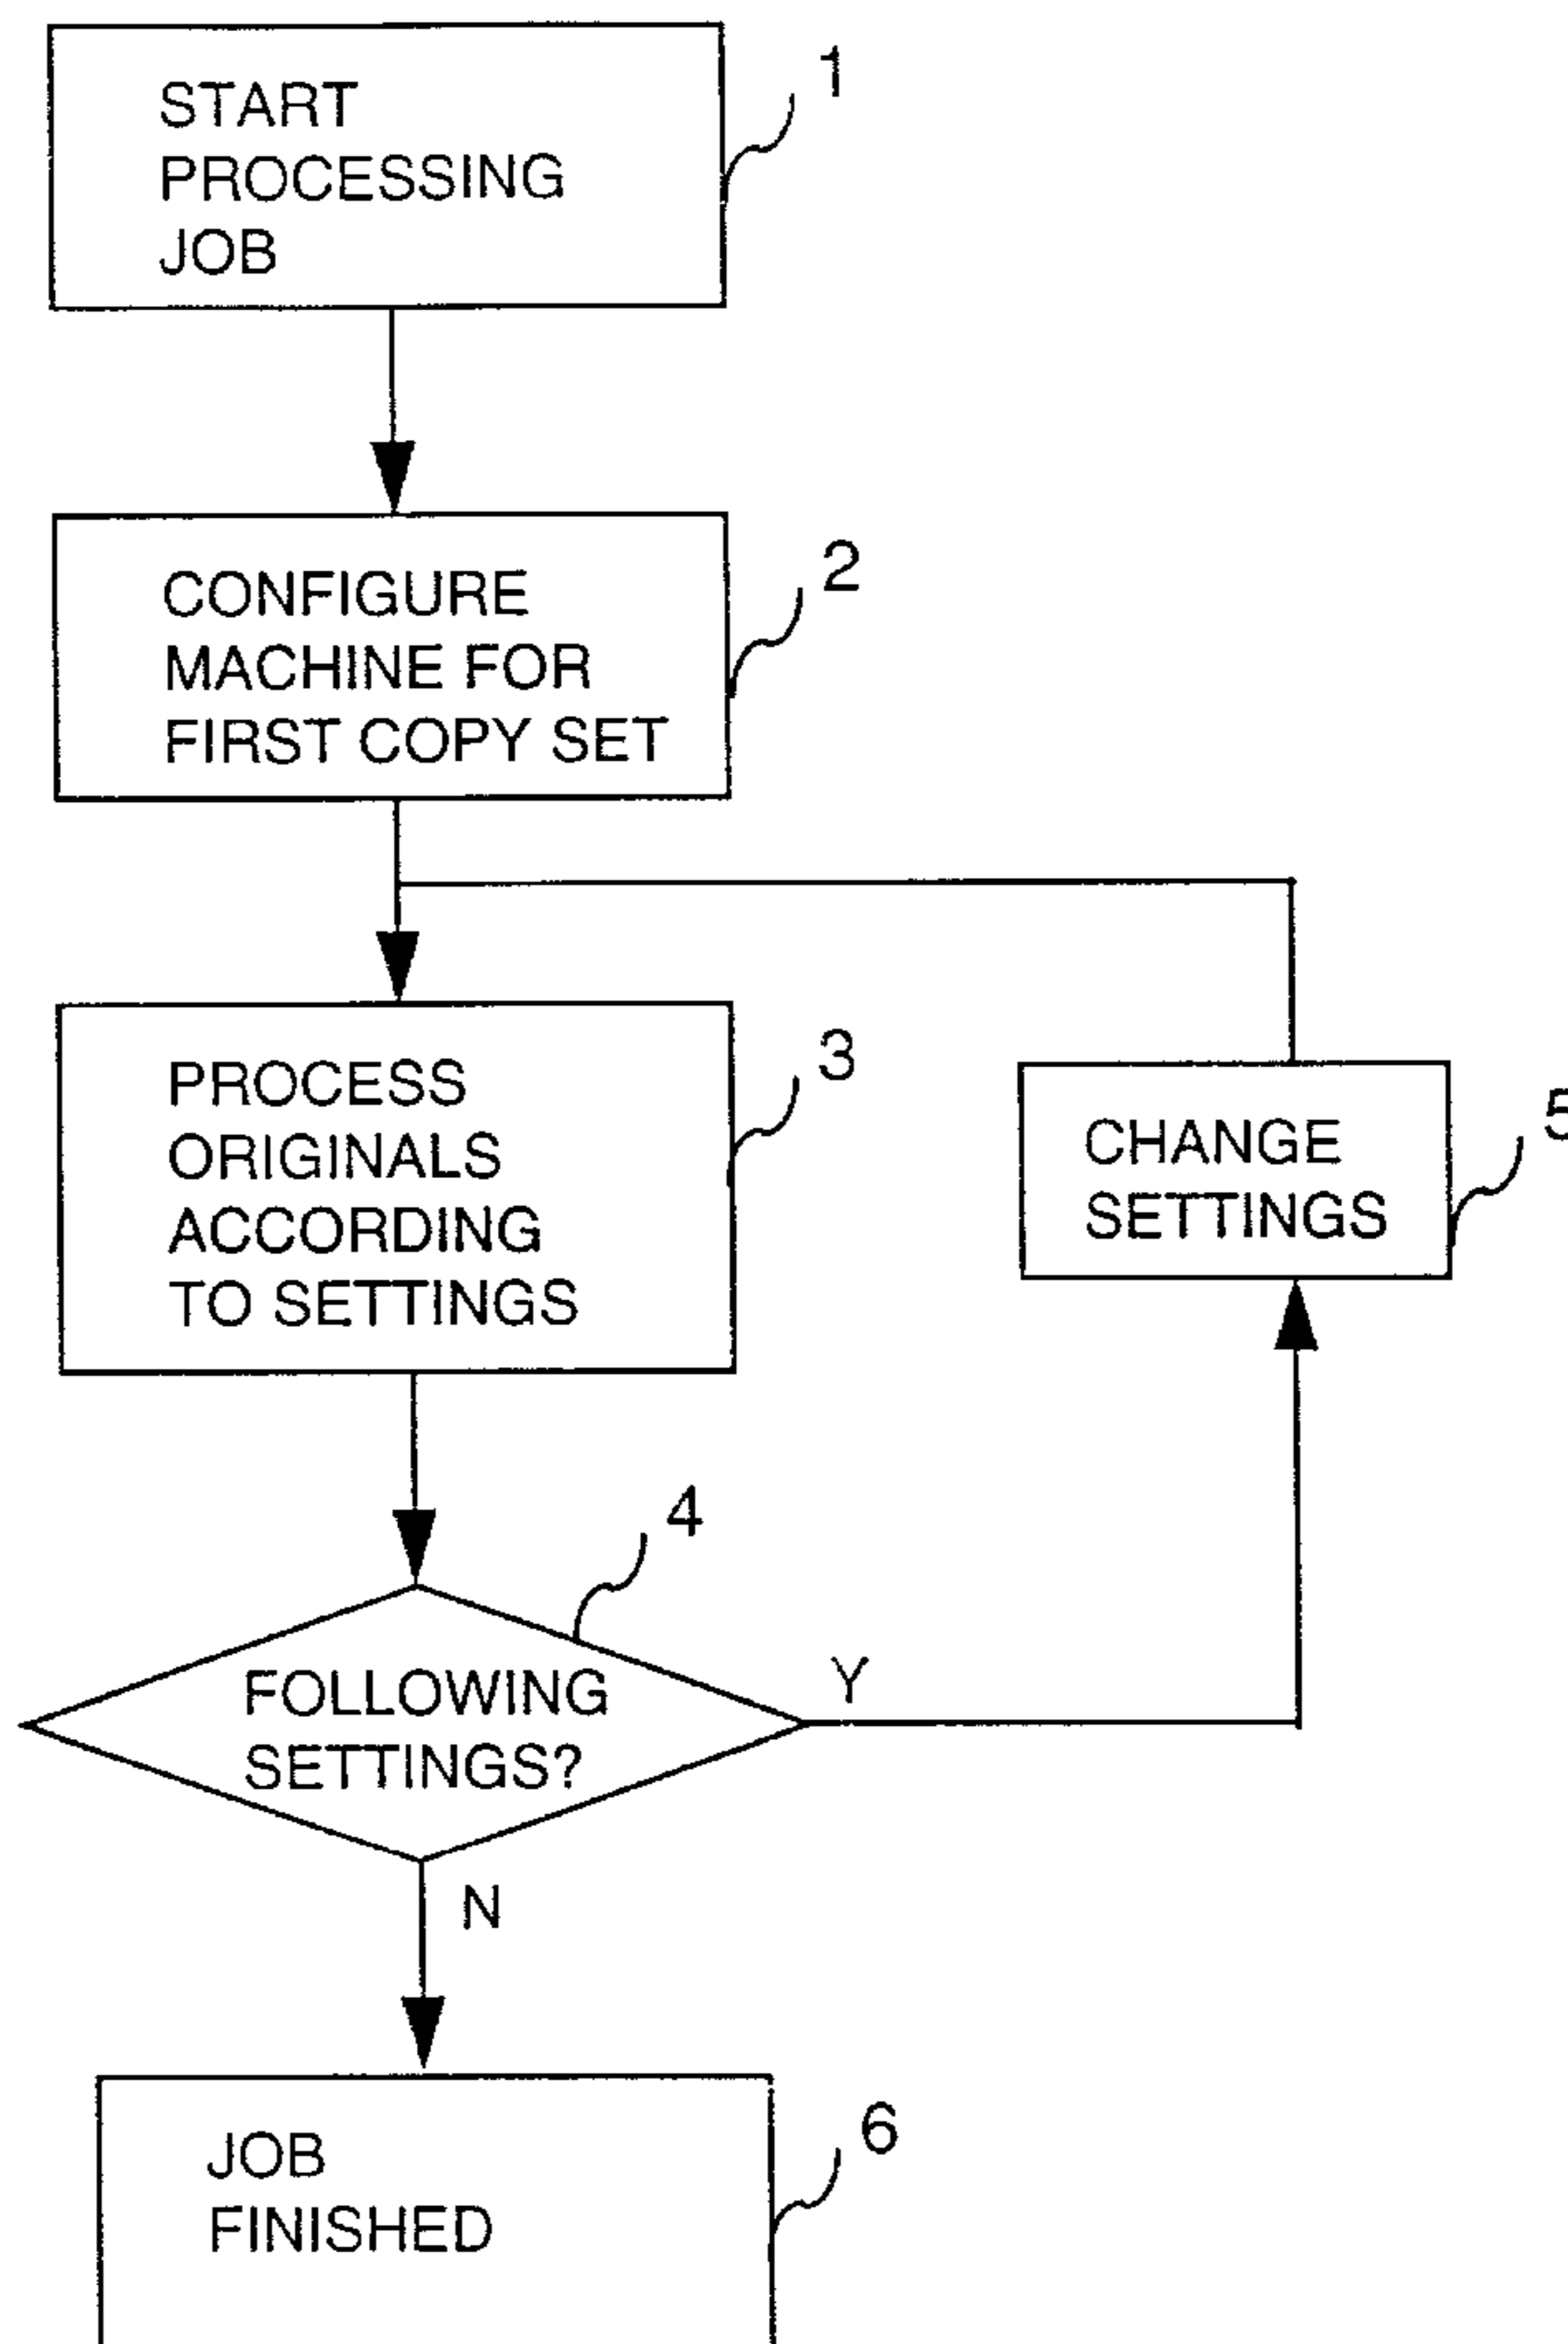 1
START
PROCESSING
JOB
2
CONFIGURE
MACHINE FOR
FIRST COPY SET
3
PROCESS
ORIGINALS
ACCORDING
TO SETTINGS
5
CHANGE
SETTINGS
4
FOLLOWING
SETTINGS?
Y
N
6
JOB
FINISHED